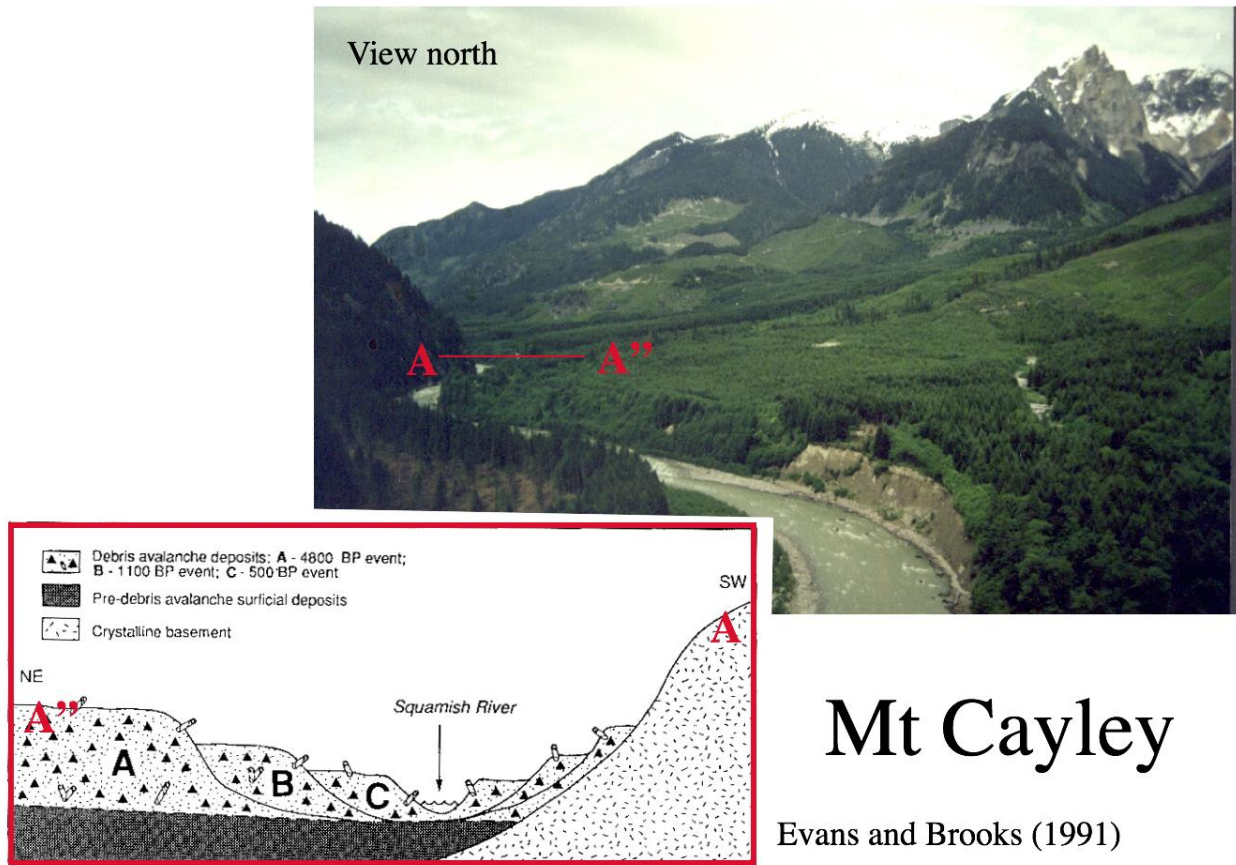 View north
A
A”
Debris avalanche deposits; A - 4800 BP event;
B - 1100 BP event; C - 500 BP event
Pre-debris avalanche surficial deposits
Crystalline basement
NE
SW
A”
A
Squamish River
A
B
C
Mt Cayley
Evans and Brooks (1991)